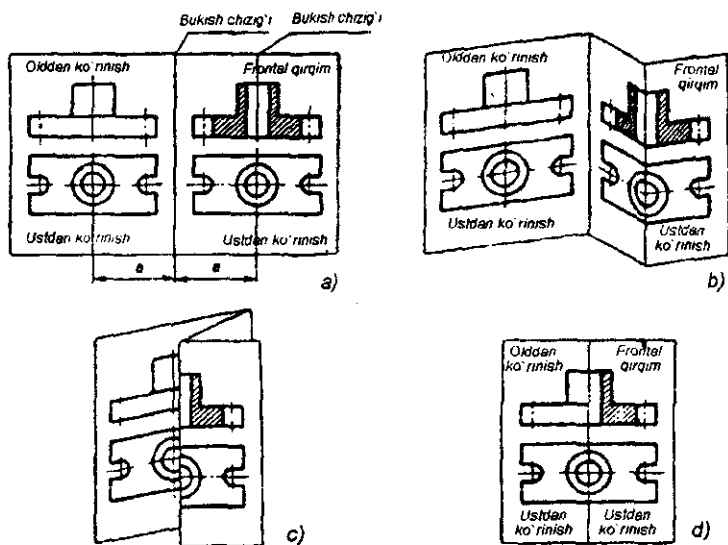 Bukish chizig'i
Bukish chizig'i
Olddan ko`rinish
Frontal qirqim
Ustdan ko`rinish
Ustdan ko`rinish
a
a
a)
Olddan ko`rinish
Frontal
qirqim
Ustdan ko`rinish
Ustdan
ko`rinish
b)
c)
Olddan
ko`rinish
Frontal
qirqim
Ustdan
ko`rinish
Ustdan
ko`rinish
d)